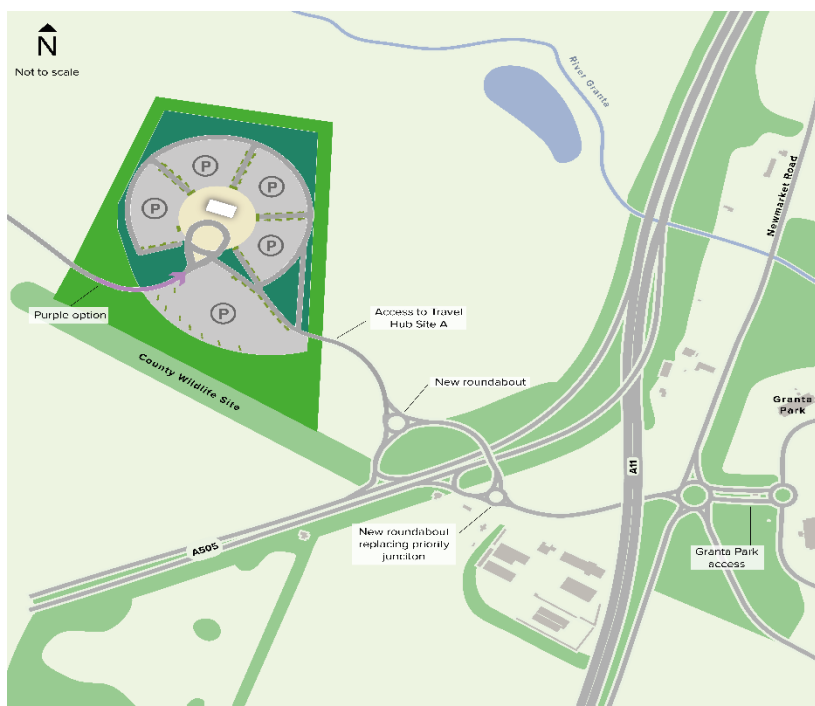 N
Not to scale
River Granta
Newmarket Road
P
P
P
P
P
Purple option
Access to Travel
Hub Site A
County Wildlife Site
New roundabout
Granta
Park
A11
A505
New roundabout
replacing priority
junciton
Granta Park
access